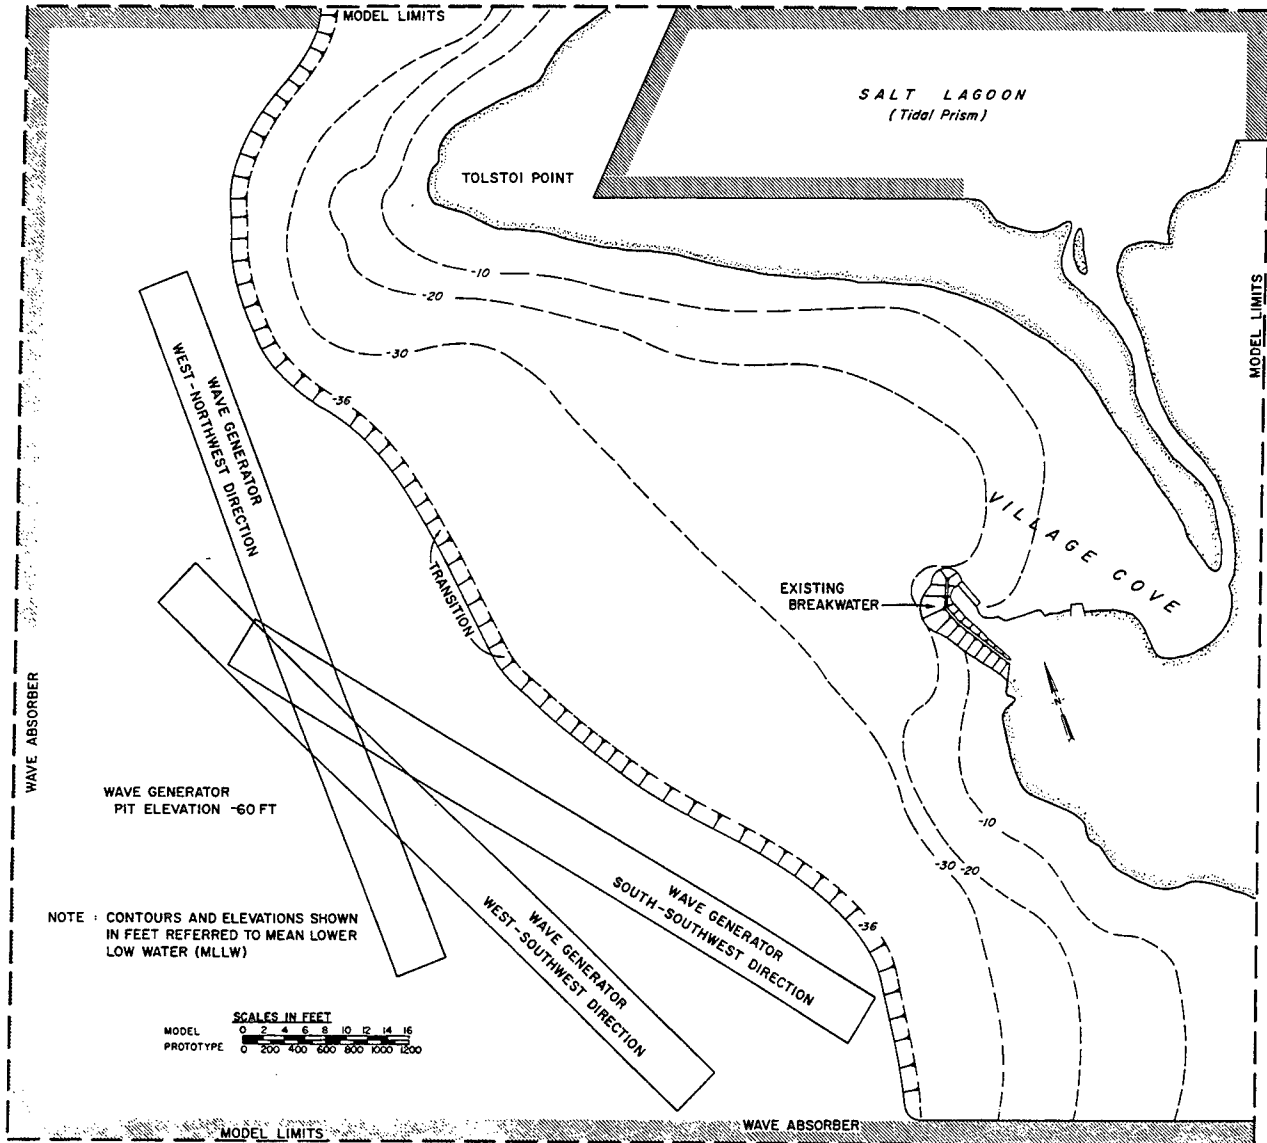 MODEL LIMITS
SALT LAGOON
(Tidal Prism)
TOLSTOI POINT
-10
-20
-30
-36
MODEL LIMITS
WAVE GENERATOR
WEST-NORTHWEST DIRECTION
VILLAGE COVE
TRANSITION
EXISTING
BREAKWATER
N
WAVE ABSORBER
WAVE GENERATOR
PIT ELEVATION -60 FT
-10
-30
-20
-36
WAVE GENERATOR
SOUTH-SOUTHWEST DIRECTION
WAVE GENERATOR
WEST-SOUTHWEST DIRECTION
NOTE : CONTOURS AND ELEVATIONS SHOWN
IN FEET REFERRED TO MEAN LOWER
LOW WATER (MLLW)
SCALES IN FEET
MODEL 0 2 4 6 8 10 12 14 16
PROTOTYPE 0 200 400 600 800 1000 1200
WAVE ABSORBER
MODEL LIMITS